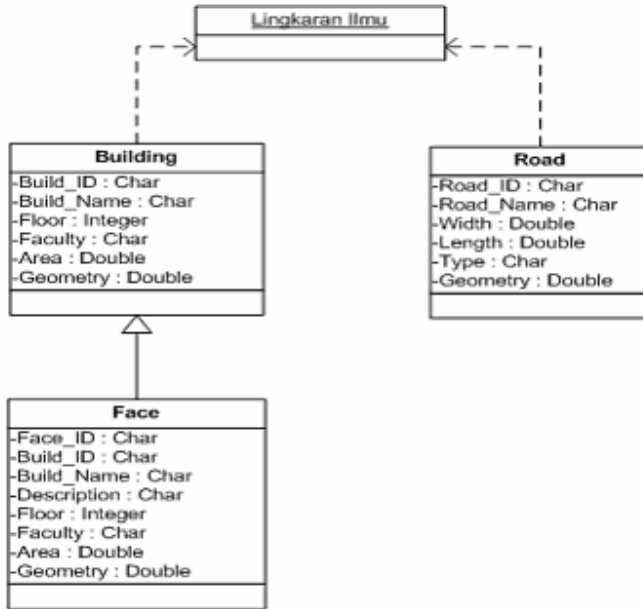 Lingkaran Ilmu
Building
-Build_ID : Char
-Build_Name : Char
-Floor : Integer
-Faculty : Char
-Area : Double
-Geometry : Double
Road
-Road_ID : Char
-Road_Name : Char
-Width : Double
-Length : Double
-Type : Char
-Geometry : Double
Face
-Face_ID : Char
-Build_ID : Char
-Build_Name : Char
-Description : Char
-Floor : Integer
-Faculty : Char
-Area : Double
-Geometry : Double